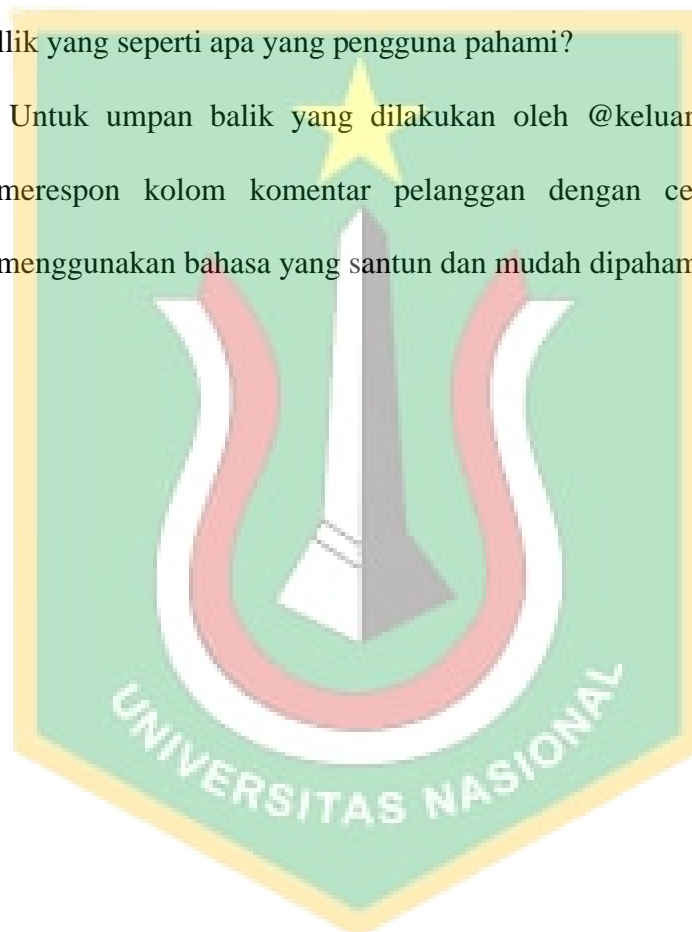 llik yang seperti apa yang pengguna pahami?
Untuk umpan balik yang dilakukan oleh @keluar
merespon kolom komentar pelanggan dengan ce
menggunakan bahasa yang santun dan mudah dipaham
UNIVERSITAS NASIONAL